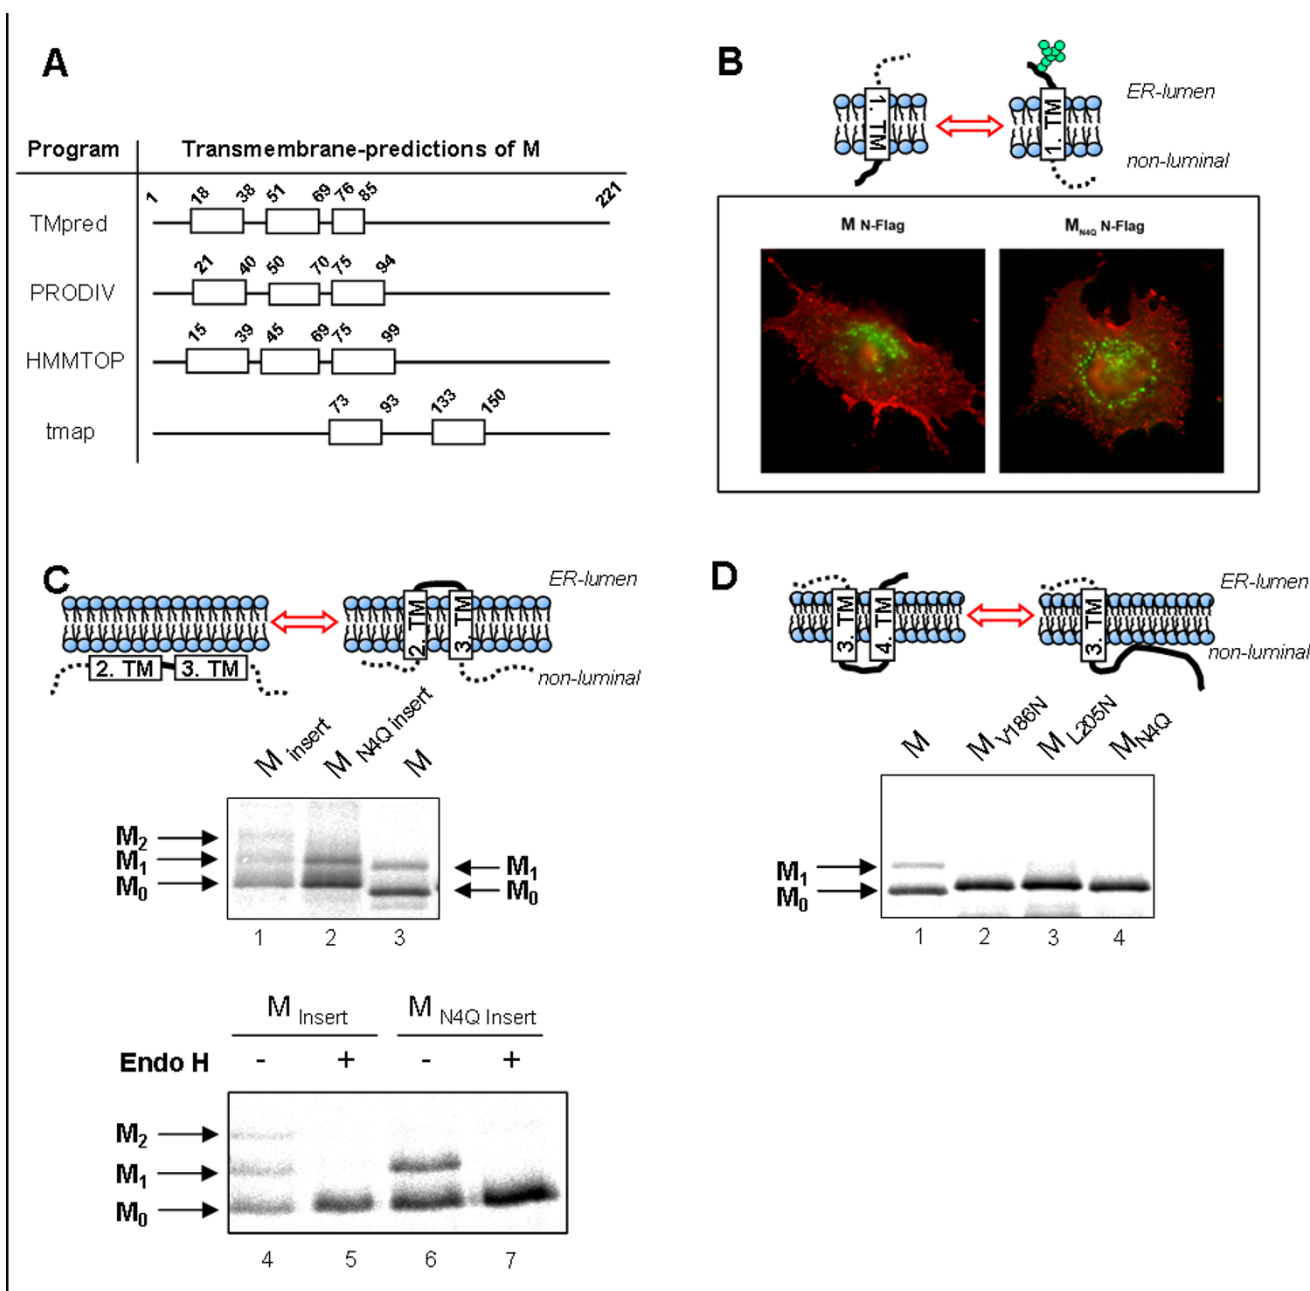 A
Program Transmembrane-predictions of M
1 18 38 51 69 76 85 221
TMpred
21 40 50 70 75 94
PRODIV
15 39 45 69 75 99
HMMTOP
73 93 133 150
tmap
B
1. TM 1. TM
ER-lumen
non-luminal
M N-Flag M N4Q N-Flag
C
ER-lumen
2. TM 3. TM 2. TM 3. TM
non-luminal
M insert M N4Q insert M
M2
M1 M1
M0 M0
1 2 3
M Insert M N4Q Insert
Endo H - + - +
M2
M1
M0
4 5 6 7
D
ER-lumen
3. TM 4. TM 3. TM
non-luminal
M M V186N M L205N M N4Q
M1
M0
1 2 3 4